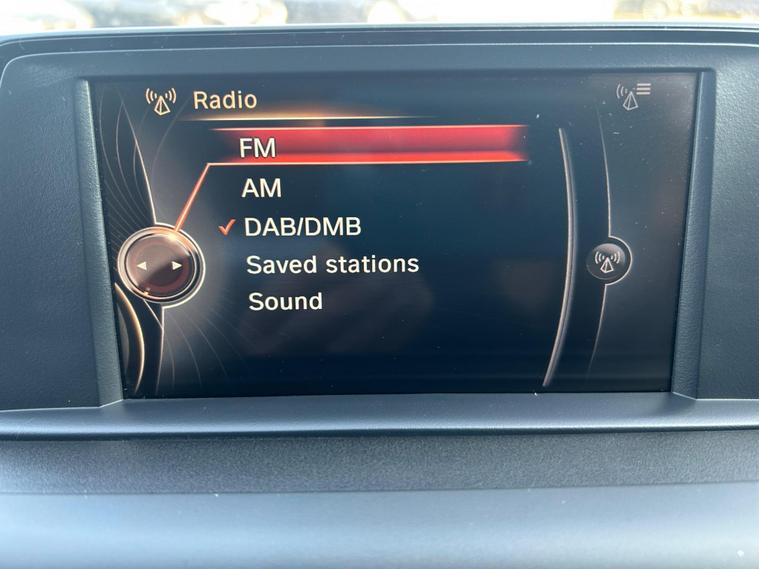 Radio
FM
AM
DAB/DMB
Saved stations
Sound